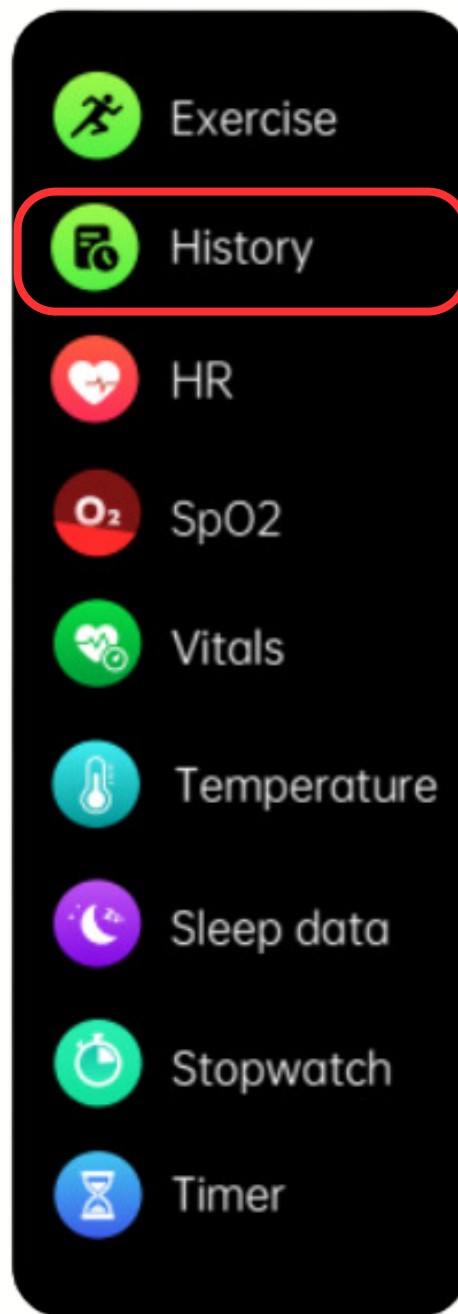 Exercise
History
HR
O₂
SpO2
Vitals
Temperature
Sleep data
Stopwatch
Timer